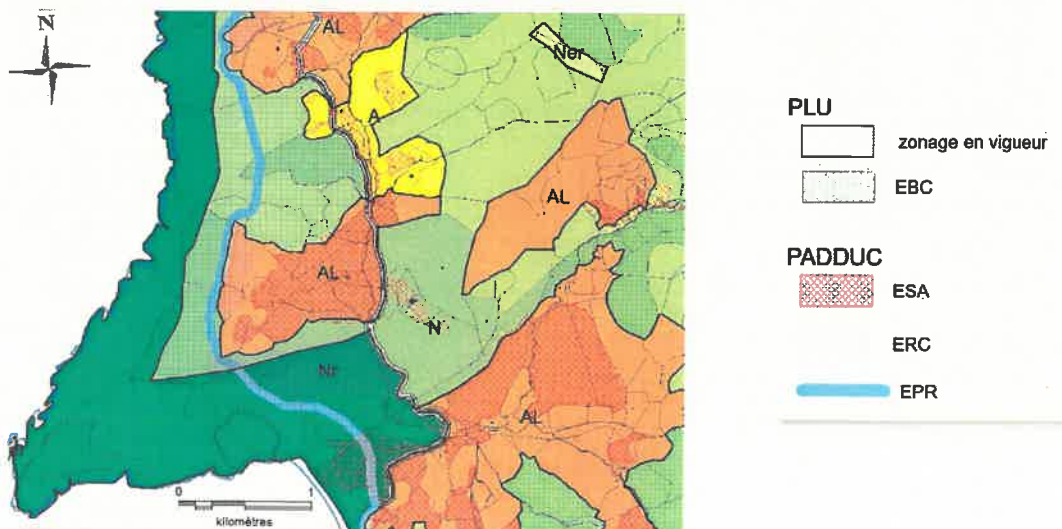 N
AL
Ner
A
AL
AL
N
Nr
AL
0 1
kilomètres
PLU
zonage en vigueur
EBC
PADDUC
ESA
ERC
EPR